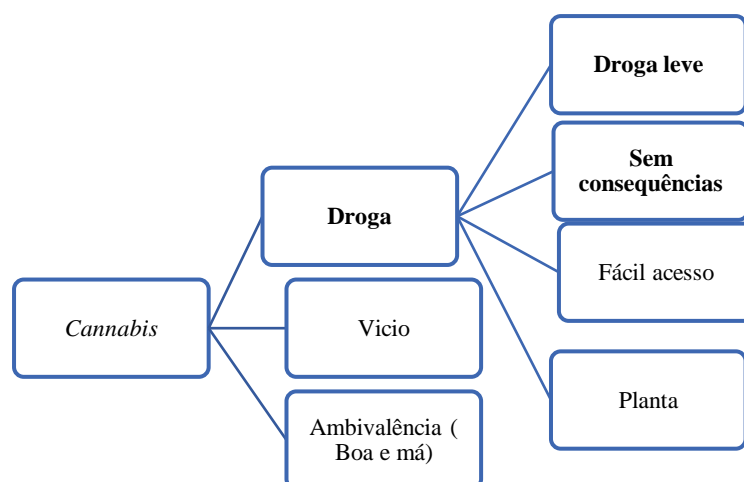 Cannabis
Droga
Vicio
Ambivalência (
Boa e má)
Droga leve
Sem
consequências
Fácil acesso
Planta